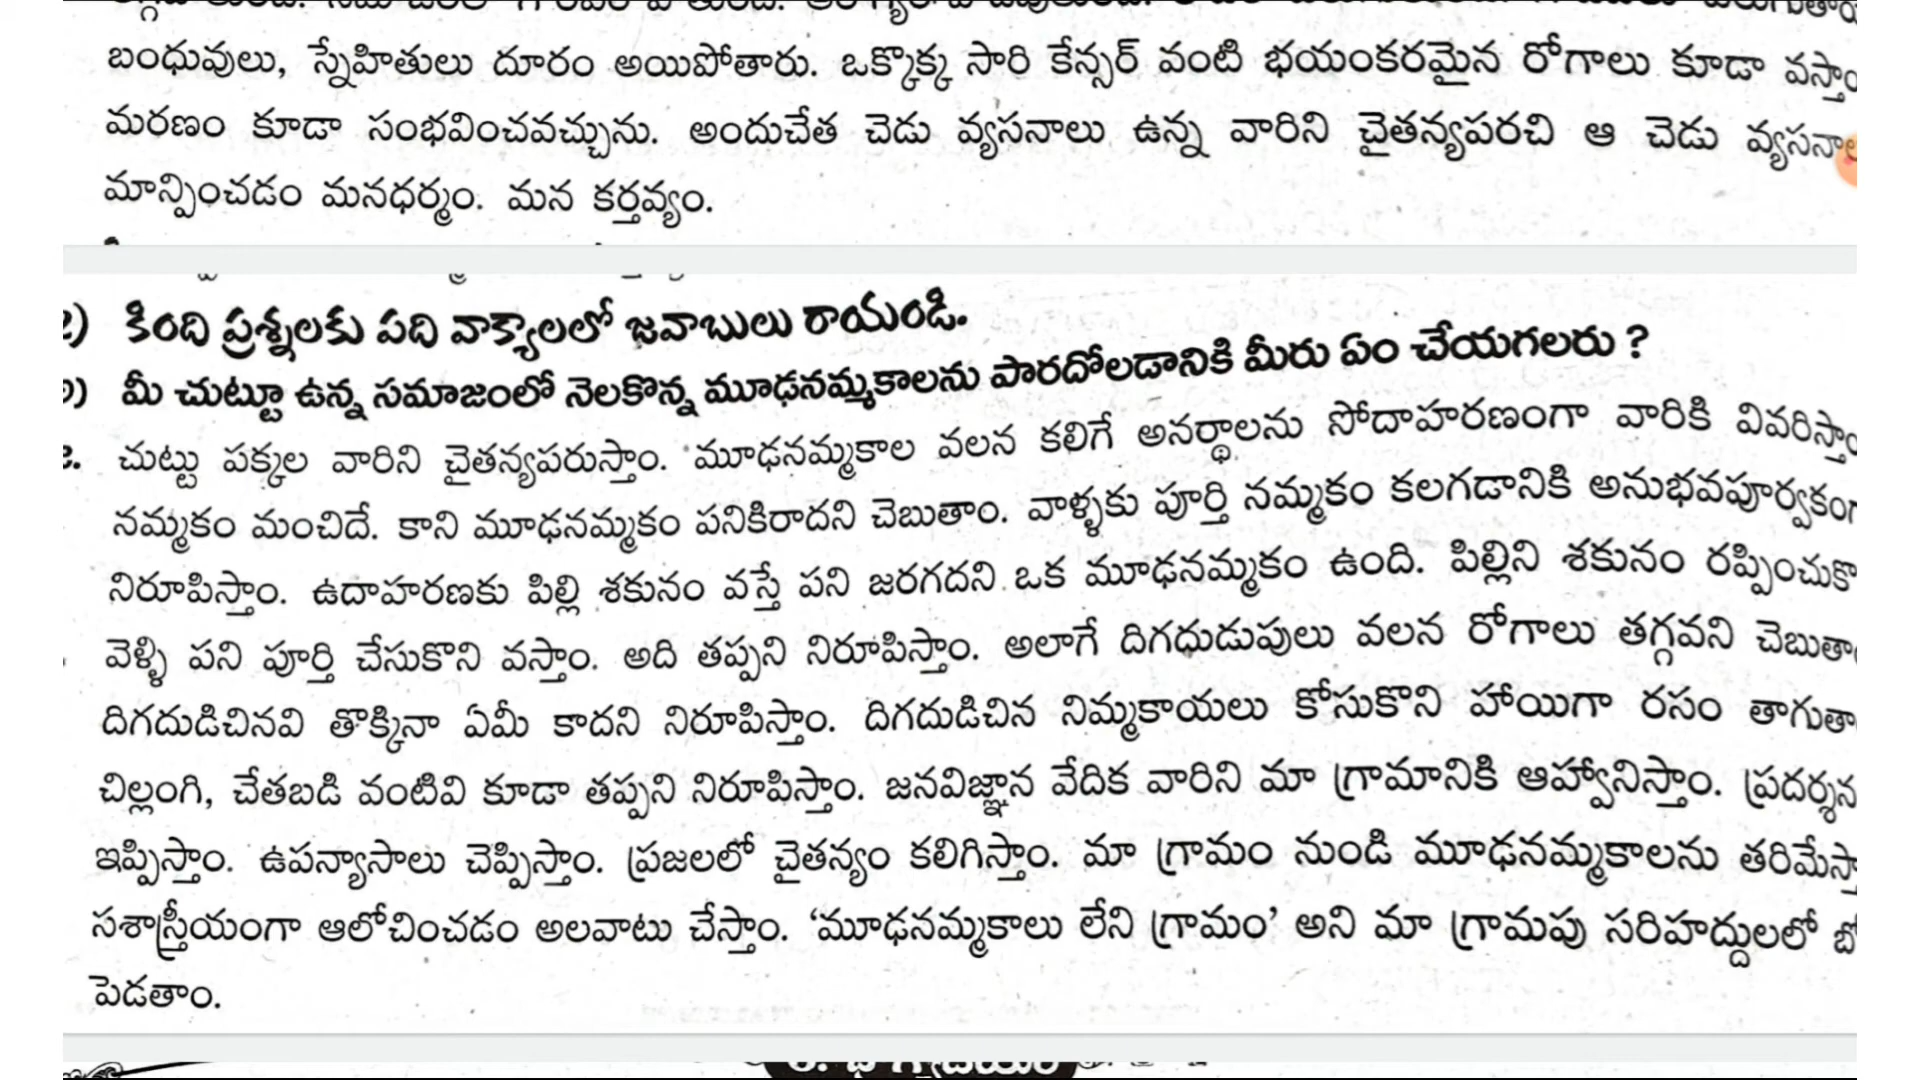 బంధువులు, స్నేహితులు దూరం అయిపోతారు. ఒక్కొక్క సారి కేన్సర్ వంటి భయంకరమైన రోగాలు కూడా
మరణం కూడా సంభవించవచ్చును. అందుచేత చెడు వ్యసనాలు ఉన్న వారిని చైతన్యపరచి ఆ చెడు
మాన్పించడం మనధర్మం. మన కర్తవ్యం.
కింది ప్రశ్నలకు పది వాక్యాలలో జవాబులు రాయండి.
మీ చుట్టూ ఉన్న సమాజంలో నెలకొన్న మూఢనమ్మకాలను పారదోలడానికి మీరు ఏం చేయగలరు ?
చుట్టు పక్కల వారిని చైతన్యపరుస్తాం. మూఢనమ్మకాల వలన కలిగే అనర్థాలను సోదాహరణంగా వారికి
నమ్మకం మంచిదే. కాని మూఢనమ్మకం పనికిరాదని చెబుతాం. వాళ్ళకు పూర్తి నమ్మకం కలగడానికి
నిరూపిస్తాం. ఉదాహరణకు పిల్లి శకునం వస్తే పని జరగదని ఒక మూఢనమ్మకం ఉంది. పిల్లిని శకునం
వెళ్ళి పని పూర్తి చేసుకొని వస్తాం. అది తప్పని నిరూపిస్తాం. అలాగే దిగధుడుపులు వలన రోగాలు తగ్గవని
దిగదుడిచినవి తొక్కినా ఏమీ కాదని నిరూపిస్తాం. దిగదుడిచిన నిమ్మకాయలు కోసుకొని హాయిగా రసం
చిల్లంగి, చేతబడి వంటివి కూడా తప్పని నిరూపిస్తాం. జనవిజ్ఞాన వేదిక వారిని మా గ్రామానికి ఆహ్వానిస్తాం.
ఇప్పిస్తాం. ఉపన్యాసాలు చెప్పిస్తాం. ప్రజలలో చైతన్యం కలిగిస్తాం. మా గ్రామం నుండి మూఢనమ్మకాలను
సశాస్త్రీయంగా ఆలోచించడం అలవాటు చేస్తాం. ‘మూఢనమ్మకాలు లేని గ్రామం’ అని మా గ్రామపు సరిహద్దులలో
పెడతాం.